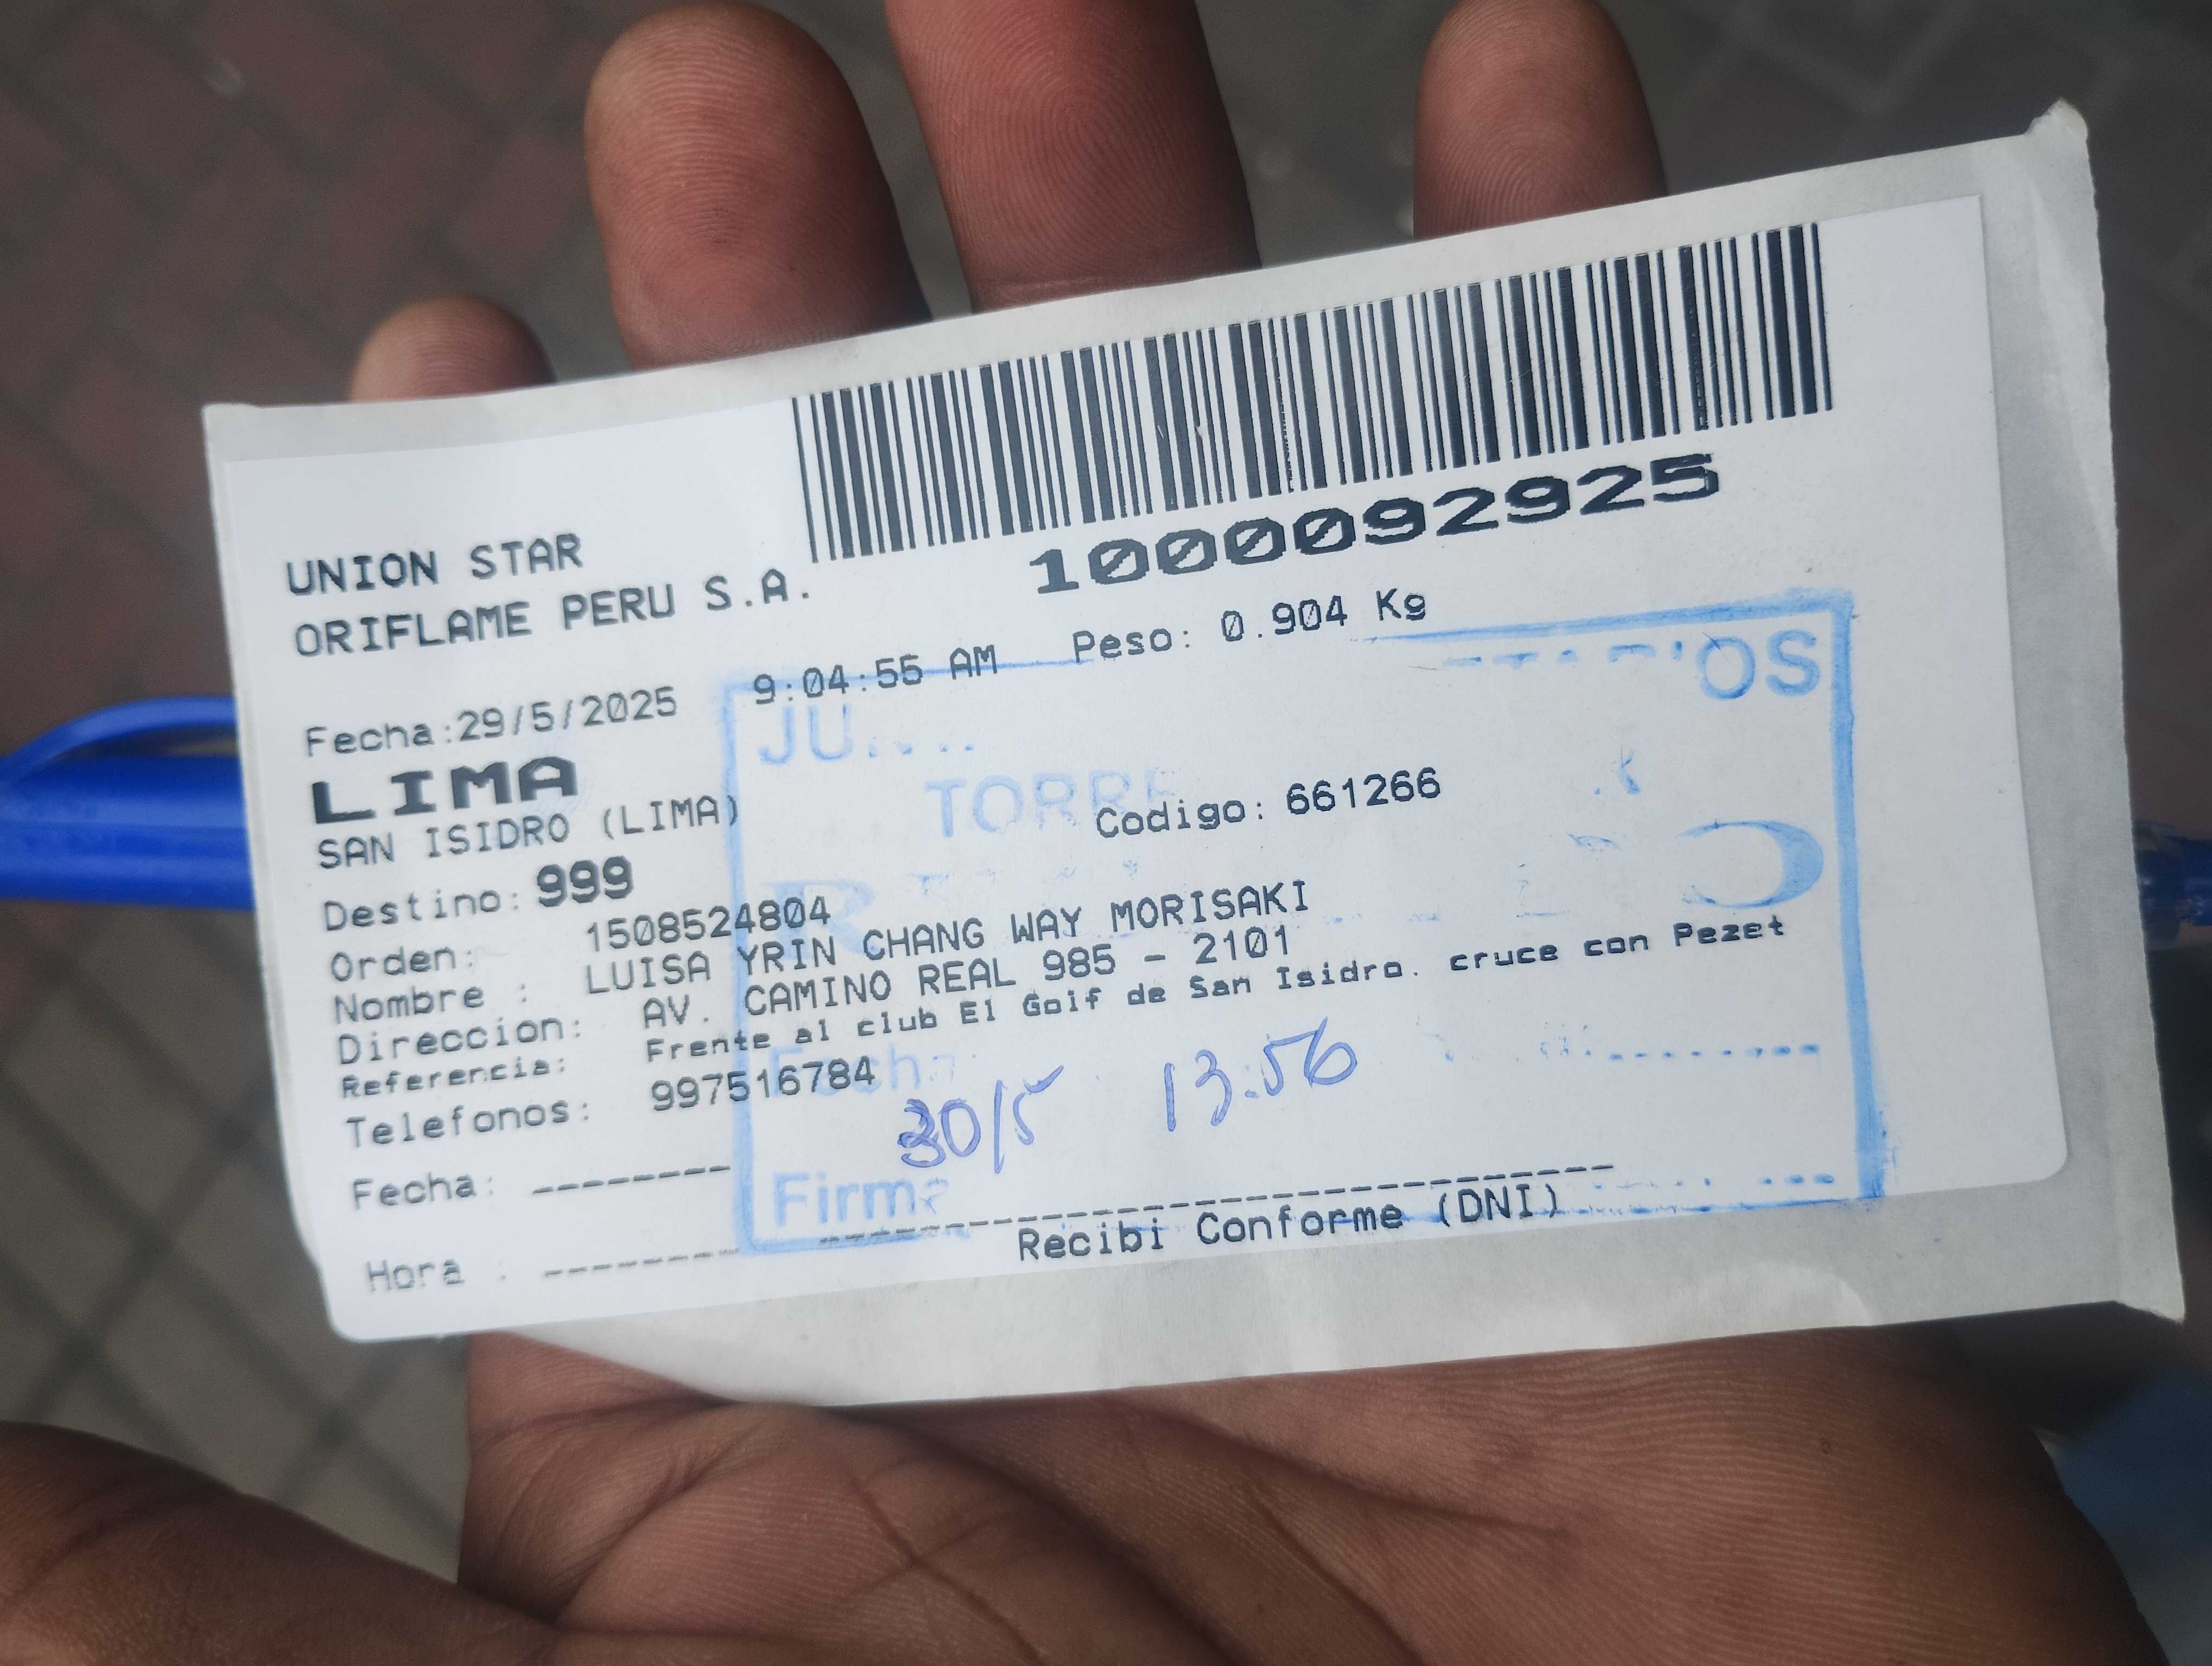 1000092925
UNION STAR
ORIFLAME PERU S.A.
Fecha:29/5/2025 9:04:55 AM Peso: 0.904 Kg
LIMA
SAN ISIDRO (LIMA)
Destino: 999 Codigo: 661266
Orden: 1508524804
Nombre : LUISA YRIN CHANG WAY MORISAKI
Direccion: AV. CAMINO REAL 985 - 2101
Referencia: Frente al club El Golf de San Isidro. cruce con Pezet
Telefonos: 997516784
30/5 13:56
Fecha:
Firma
Hora :
Recibi Conforme (DNI)